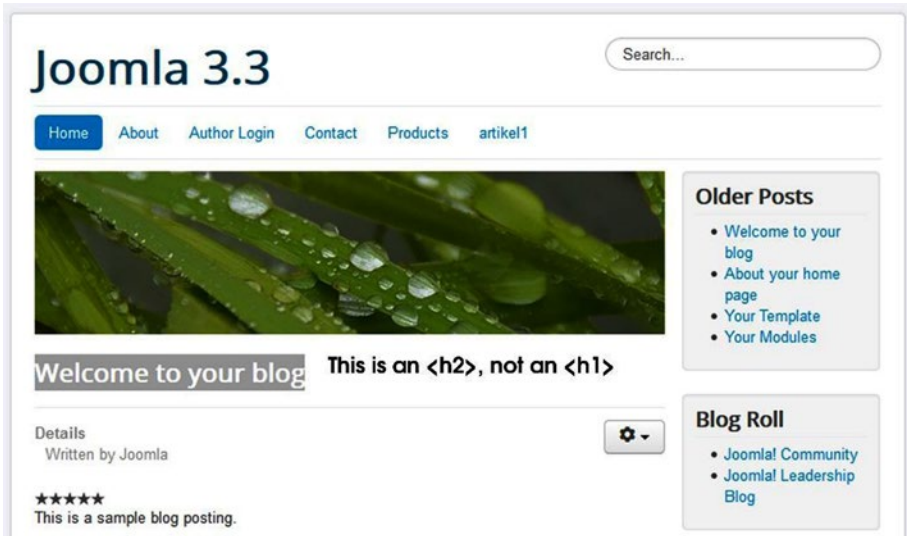 Joomla 3.3
Search...
Home About Author Login Contact Products artikel1
Welcome to your blog
This is an <h2>, not an <h1>
Details
Written by Joomla
★★★★★
This is a sample blog posting.
Older Posts
• Welcome to your
blog
• About your home
page
• Your Template
• Your Modules
Blog Roll
• Joomla! Community
• Joomla! Leadership
Blog